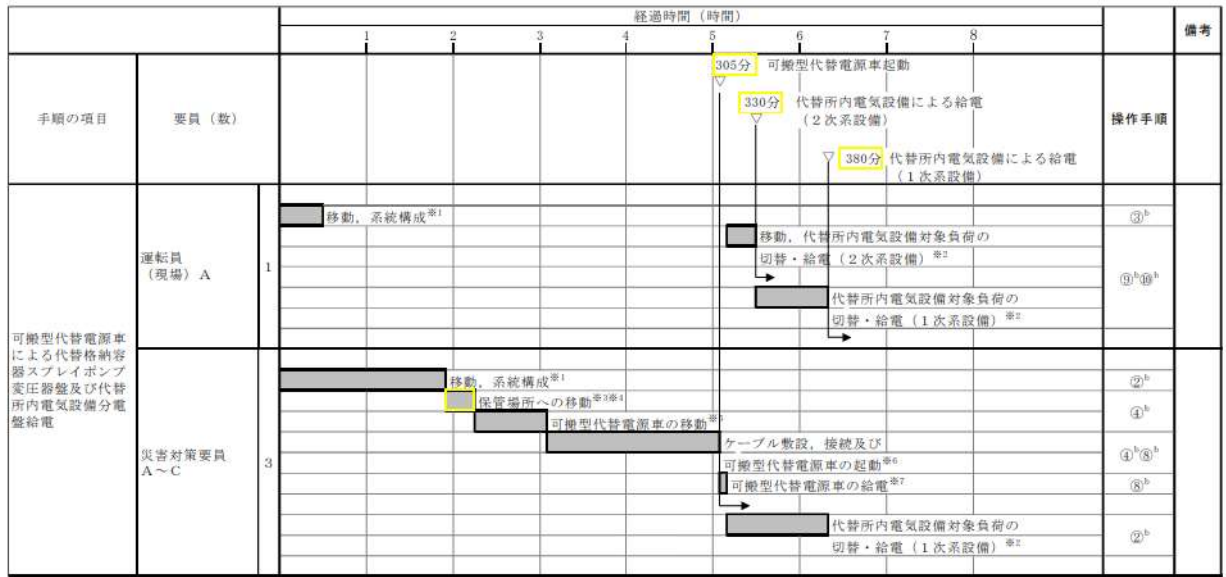 経過時間（時間）
備考
1 2 3 4 5 6 7 8
手順の項目
要員（数）
操作手順
305分 可搬型代替電源車起動
▽
330分 代替所内電気設備による給電
▽ （２次系設備）
▽ 380分 代替所内電気設備による給電
（１次系設備）
可搬型代替電源車
による代替格納容
器スプレイポンプ
変圧器盤及び代替
所内電気設備分電
盤給電
運転員
（現場）A
1
移動，系統構成※1
③b
移動，代替所内電気設備対象負荷の
切替・給電（２次系設備）※2
代替所内電気設備対象負荷の
切替・給電（１次系設備）※2
⑨b⑩b
災害対策要員
A～C
3
移動，系統構成※1
②b
保管場所への移動※3※4
可搬型代替電源車の移動※5
④b
ケーブル敷設，接続及び
可搬型代替電源車の起動※6
④b⑧b
可搬型代替電源車の給電※7
⑧b
代替所内電気設備対象負荷の
切替・給電（１次系設備）※2
②b